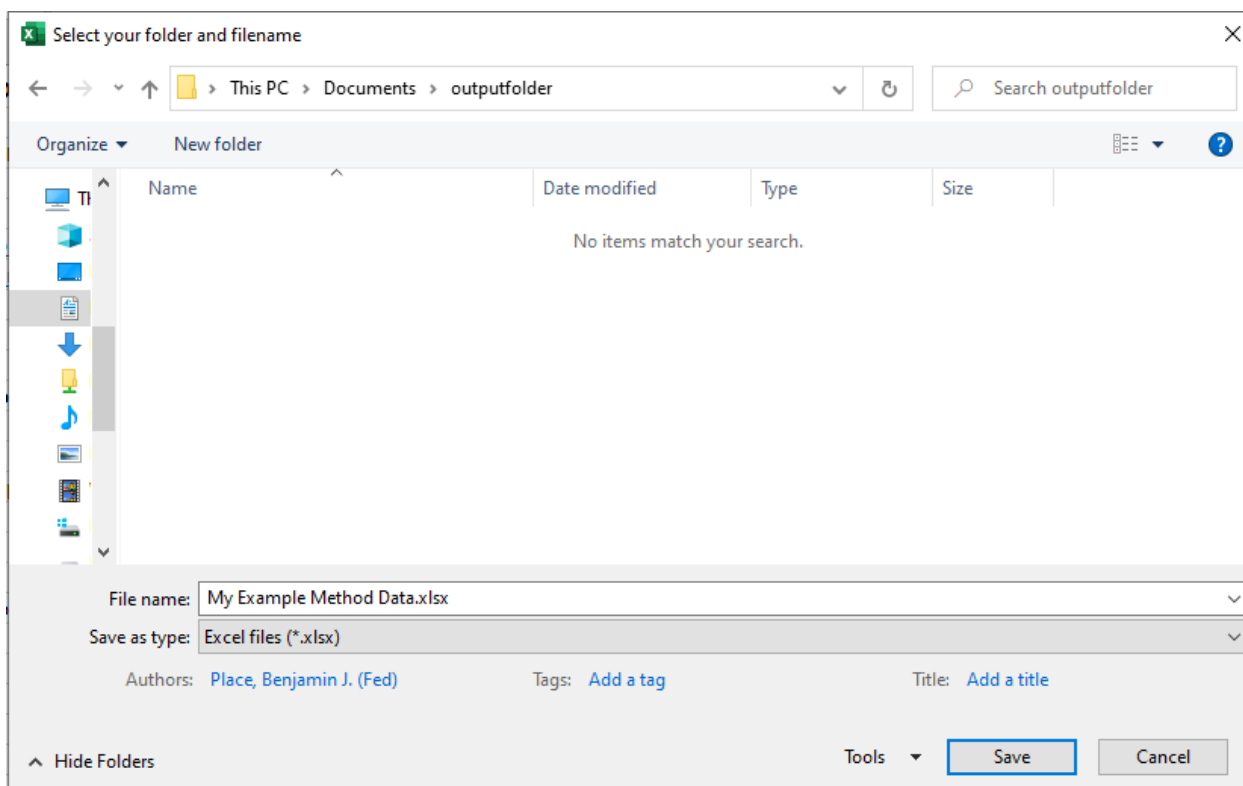 Select your folder and filename
This PC > Documents > outputfolder
Search outputfolder
Organize New folder
Name Date modified Type Size
No items match your search.
File name: My Example Method Data.xlsx
Save as type: Excel files (*.xlsx)
Authors: Place, Benjamin J. (Fed) Tags: Add a tag Title: Add a title
Hide Folders Tools Save Cancel